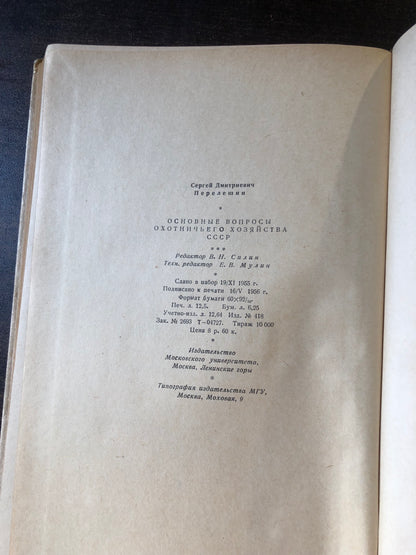 Сергей Дмитриевич
Перелешин
*
ОСНОВНЫЕ ВОПРОСЫ
ОХОТНИЧЬЕГО ХОЗЯЙСТВА
СССР
***
Редактор В. Н. Силин
Техн. редактор Е. В. Мулин
Сдано в набор 19/XI 1955 г.
Подписано к печати 16/V 1956 г.
Формат бумаги 60×92/₁₆
Печ. л. 12,5. Бум. л. 6,25
Учетно-изд. л. 12,64 Изд. № 416
Зак. № 2693 Т—04727. Тираж 10 000
Цена 8 р. 60 к.
*
Издательство
Московского университета,
Москва, Ленинские горы
*
Типография издательства МГУ,
Москва, Моховая, 9